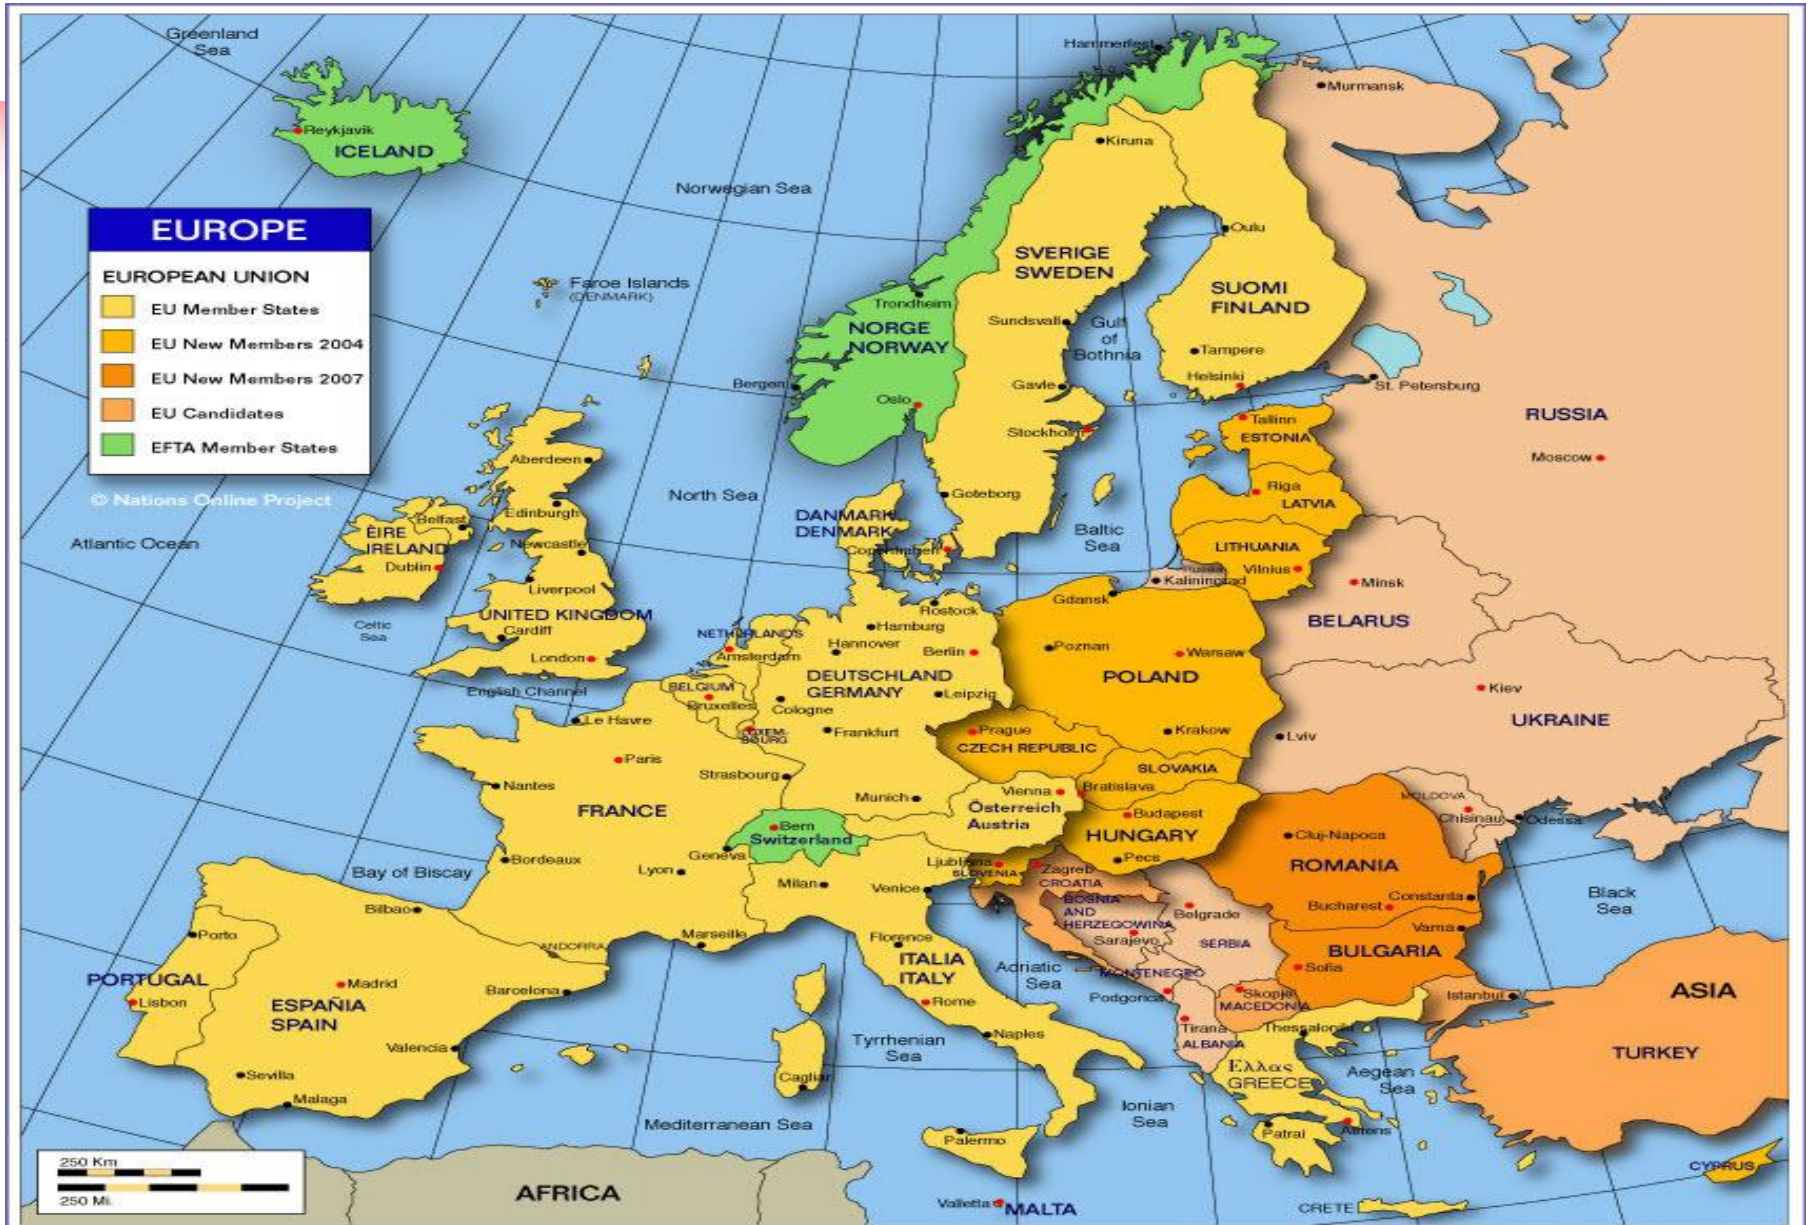 Greenland
Sea
Hammerfest
Murmansk
Reykjavik
ICELAND
Kiruna
Norwegian Sea
EUROPE
EUROPEAN UNION
EU Member States
EU New Members 2004
EU New Members 2007
EU Candidates
EFTA Member States
© Nations Online Project
Oulu
SVERIGE
SWEDEN
SUOMI
FINLAND
Faroe Islands
(DENMARK)
Trondheim
NORGE
NORWAY
Sundsvall
Gulf
of
Bothnia
Tampere
Helsinki
St. Petersburg
Bergen
Gavle
Oslo
Stockholm
RUSSIA
Moscow
Tallinn
ESTONIA
Aberdeen
Riga
LATVIA
North Sea
Goteborg
Edinburgh
DANMARK
DENMARK
Baltic
Sea
Belfast
ÈIRE
IRELAND
Dublin
Atlantic Ocean
Newcastle
Copenhagen
LITHUANIA
Vilnius
Kaliningrad
Minsk
Liverpool
Gdansk
Rostock
UNITED KINGDOM
Celtic
Sea
Cardiff
Hamburg
BELARUS
NETHERLANDS
Amsterdam
Hannover
Berlin
Poznan
Warsaw
London
English Channel
BELGIUM
Bruxelles
DEUTSCHLAND
GERMANY
Leipzig
POLAND
Kiev
UKRAINE
Cologne
Le Havre
LUXEM-
BOURG
Frankfurt
Prague
CZECH REPUBLIC
Krakow
Lviv
Paris
Strasbourg
SLOVAKIA
Nantes
Munich
Vienna
Bratislava
Österreich
Austria
MOLDOVA
Chisinau
Odessa
FRANCE
Bern
Switzerland
Budapest
HUNGARY
Cluj-Napoca
Geneva
Pecs
ROMANIA
Bordeaux
Bay of Biscay
Lyon
Milan
Venice
Ljubljana
SLOVENIA
Zagreb
CROATIA
Constanta
Bucharest
Black
Sea
Bilbao
BOSNIA
AND
HERZEGOWINA
Sarajevo
Belgrade
SERBIA
Varna
BULGARIA
Sofia
Porto
Marseille
ANDORRA
Florence
ITALIA
ITALY
Adriatic
Sea
MONTENEGRO
Podgorica
Skopje
MACEDONIA
Istanbul
ASIA
PORTUGAL
Lisbon
Madrid
ESPAÑIA
SPAIN
Barcelona
Rome
Tirana
ALBANIA
Naples
Tyrrhenian
Sea
Valencia
Ελλας
GREECE
Aegean
Sea
TURKEY
Sevilla
Malaga
Ionian
Sea
Mediterranean Sea
Palermo
Patrai
Athens
250 Km
250 Mi.
AFRICA
Valletta
MALTA
CRETE
CYPRUS